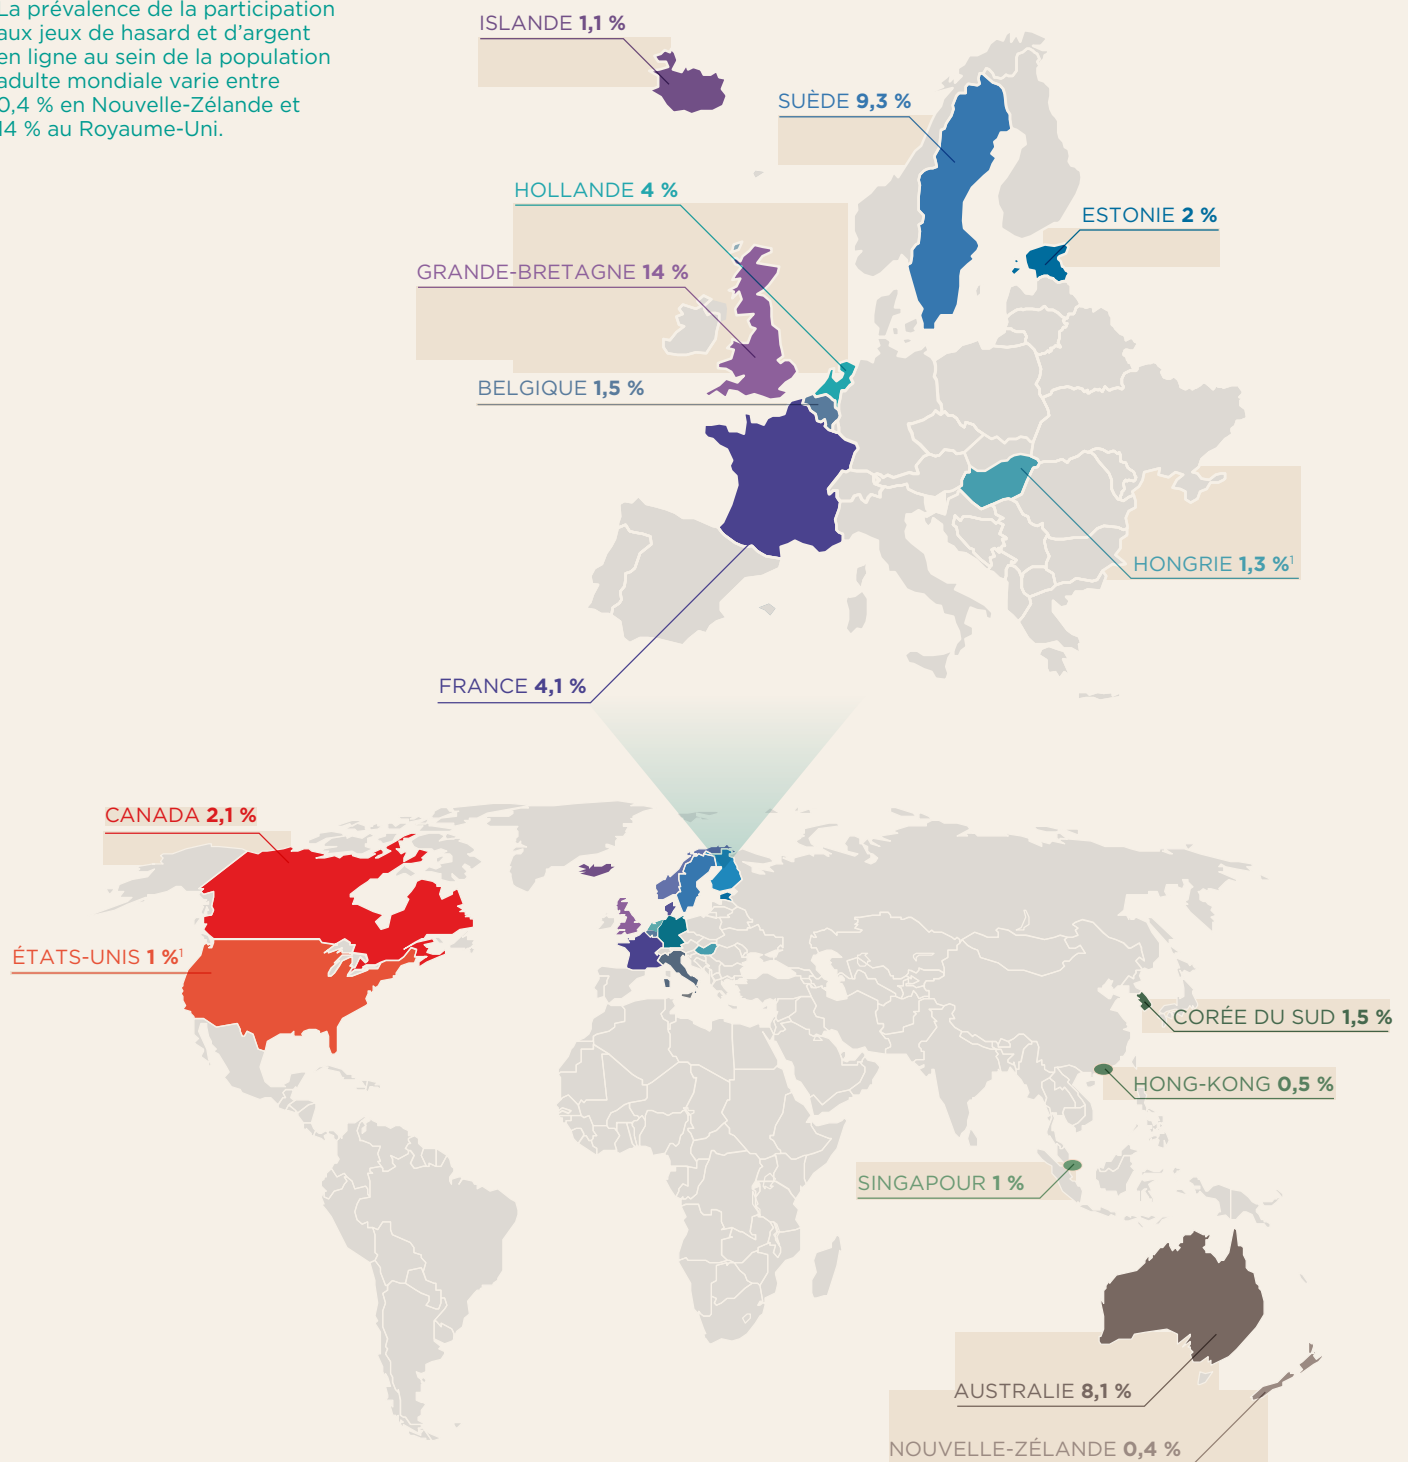 La prévalence de la participation
aux jeux de hasard et d’argent
en ligne au sein de la population
adulte mondiale varie entre
0,4 % en Nouvelle-Zélande et
14 % au Royaume-Uni.
ISLANDE 1,1 %
SUÈDE 9,3 %
HOLLANDE 4 %
ESTONIE 2 %
GRANDE-BRETAGNE 14 %
BELGIQUE 1,5 %
HONGRIE 1,3 %¹
FRANCE 4,1 %
CANADA 2,1 %
ÉTATS-UNIS 1 %¹
CORÉE DU SUD 1,5 %
HONG-KONG 0,5 %
SINGAPOUR 1 %
AUSTRALIE 8,1 %
NOUVELLE-ZÉLANDE 0,4 %